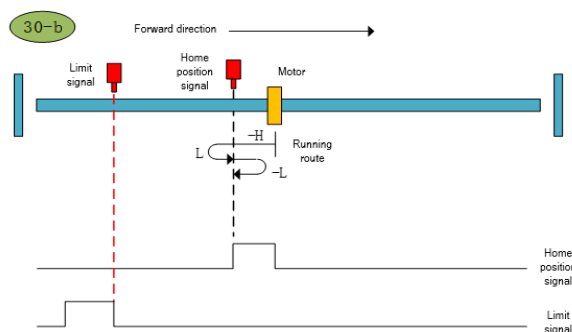 30-b
Forward direction
Limit
signal
Home
position
signal
Motor
-H
Running
route
L
-L
Home
position
signal
Limit
signal